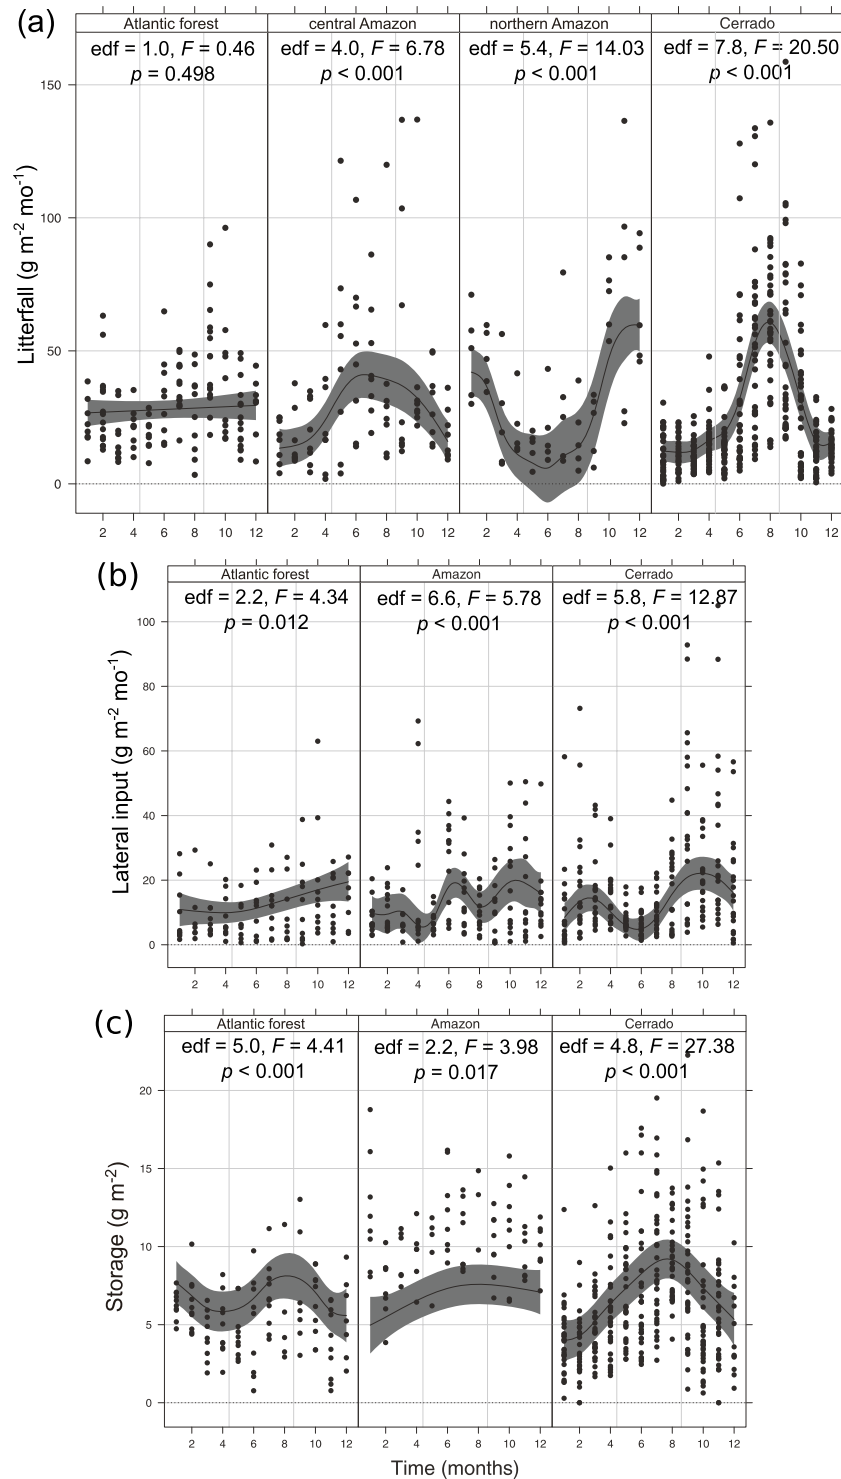 (a)
Atlantic forest central Amazon northern Amazon Cerrado
edf = 1.0, F = 0.46 edf = 4.0, F = 6.78 edf = 5.4, F = 14.03 edf = 7.8, F = 20.50
p = 0.498 p < 0.001 p < 0.001 p < 0.001
150
100
50
0
Litterfall (g m⁻² mo⁻¹)
2 4 6 8 10 12 2 4 6 8 10 12 2 4 6 8 10 12 2 4 6 8 10 12
(b)
Atlantic forest Amazon Cerrado
edf = 2.2, F = 4.34 edf = 6.6, F = 5.78 edf = 5.8, F = 12.87
p = 0.012 p < 0.001 p < 0.001
100
80
60
40
20
0
Lateral input (g m⁻² mo⁻¹)
2 4 6 8 10 12 2 4 6 8 10 12 2 4 6 8 10 12
(c)
Atlantic forest Amazon Cerrado
edf = 5.0, F = 4.41 edf = 2.2, F = 3.98 edf = 4.8, F = 27.38
p < 0.001 p = 0.017 p < 0.001
20
15
10
5
0
Storage (g m⁻²)
2 4 6 8 10 12 2 4 6 8 10 12 2 4 6 8 10 12
Time (months)